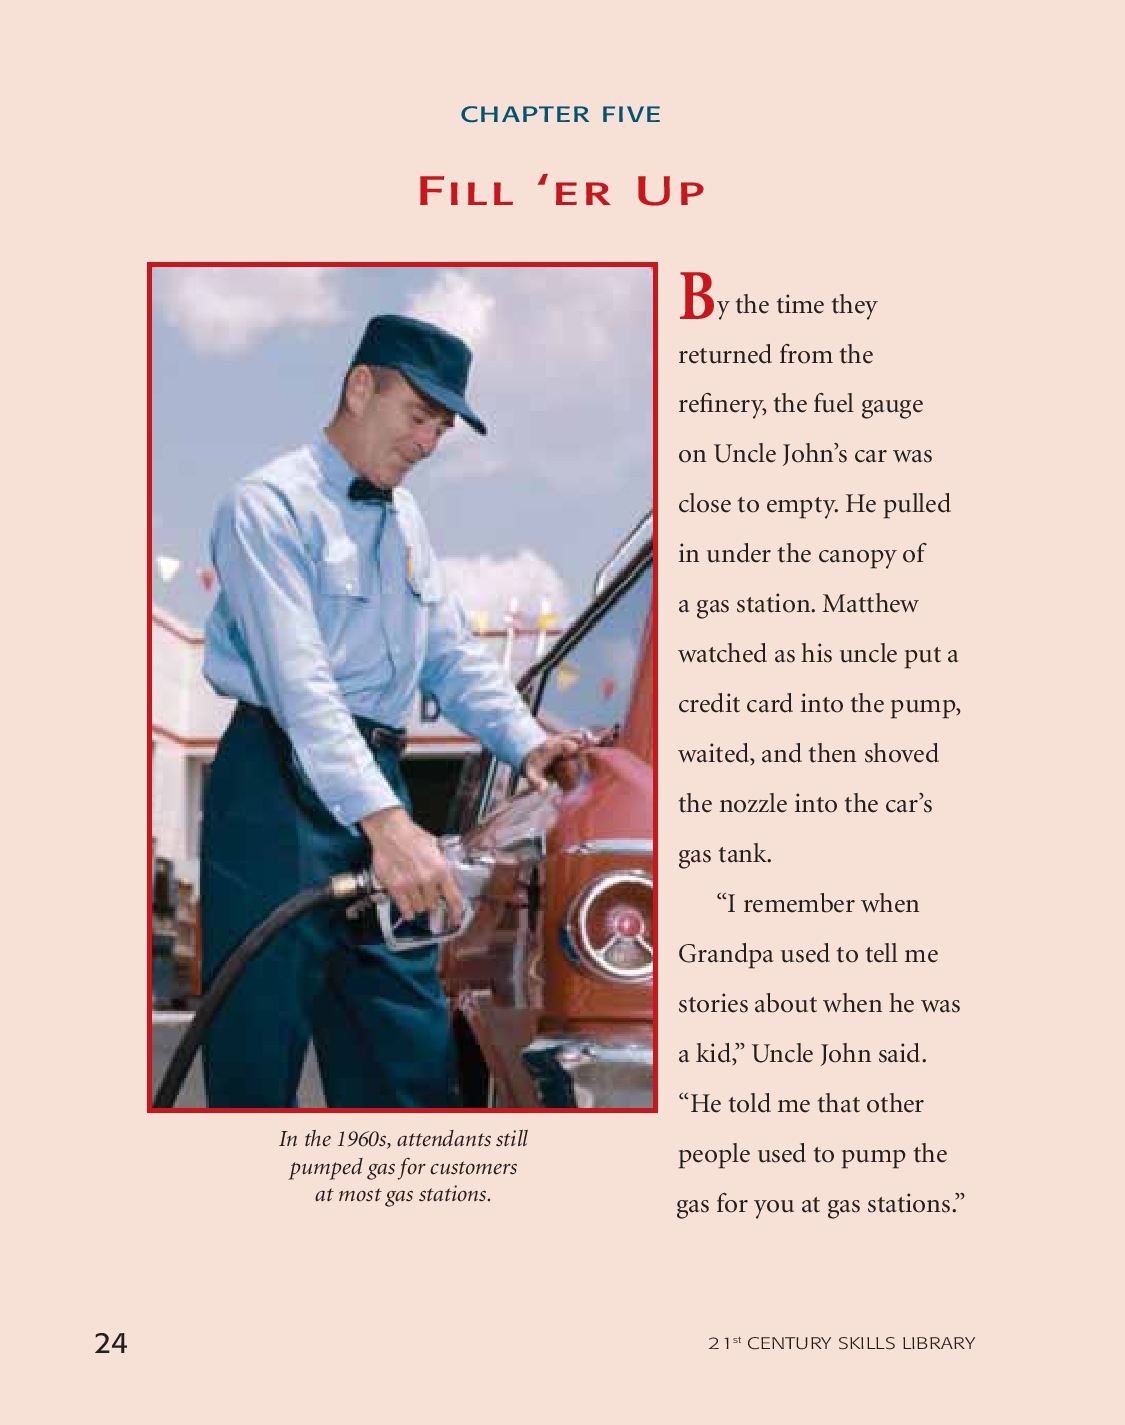 CHAPTER FIVE
FILL ‘ER UP
By the time they
returned from the
refinery, the fuel gauge
on Uncle John’s car was
close to empty. He pulled
in under the canopy of
a gas station. Matthew
watched as his uncle put a
credit card into the pump,
waited, and then shoved
the nozzle into the car’s
gas tank.
“I remember when
Grandpa used to tell me
stories about when he was
a kid,” Uncle John said.
“He told me that other
people used to pump the
gas for you at gas stations.”
In the 1960s, attendants still
pumped gas for customers
at most gas stations.
24
21st CENTURY SKILLS LIBRARY